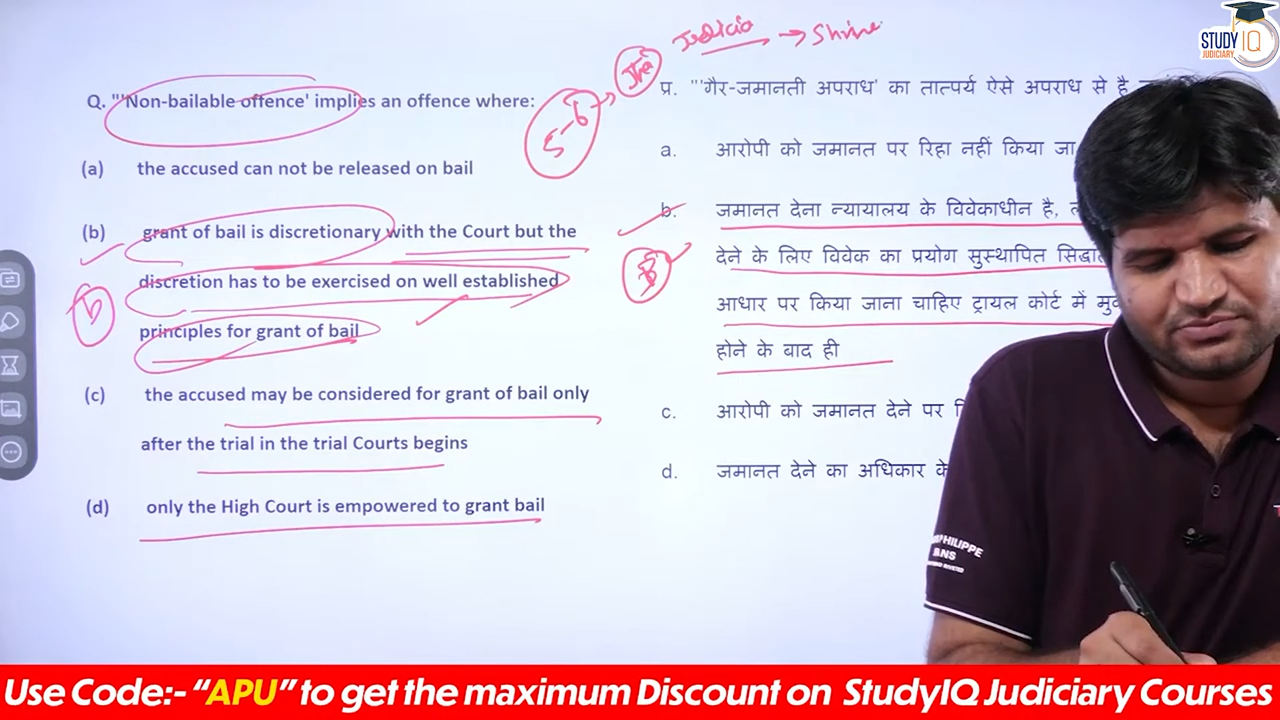 STUDY IQ
JUDICIARY
Judicia → Shine
5-6 →
Q. "'Non-bailable offence' implies an offence where:
(a) the accused can not be released on bail
(b) grant of bail is discretionary with the Court but the
discretion has to be exercised on well established
principles for grant of bail
b
(c) the accused may be considered for grant of bail only
after the trial in the trial Courts begins
(d) only the High Court is empowered to grant bail
प्र. "'गैर-जमानती अपराध' का तात्पर्य ऐसे अपराध से है
a. आरोपी को जमानत पर रिहा नहीं किया जा
b. जमानत देना न्यायालय के विवेकाधीन है,
देने के लिए विवेक का प्रयोग सुस्थापित
आधार पर किया जाना चाहिए ट्रायल कोर्ट में
होने के बाद ही
c. आरोपी को जमानत देने पर
d. जमानत देने का अधिकार
PHILIPPE
ANS
Use Code:- “APU” to get the maximum Discount on StudyIQ Judiciary Courses